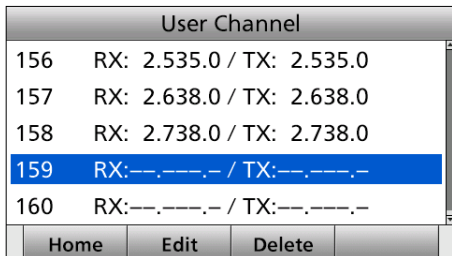 User Channel
156 RX: 2.535.0 / TX: 2.535.0
157 RX: 2.638.0 / TX: 2.638.0
158 RX: 2.738.0 / TX: 2.738.0
159 RX:––.–––.– / TX:––.–––.–
160 RX:––.–––.– / TX:––.–––.–
Home Edit Delete